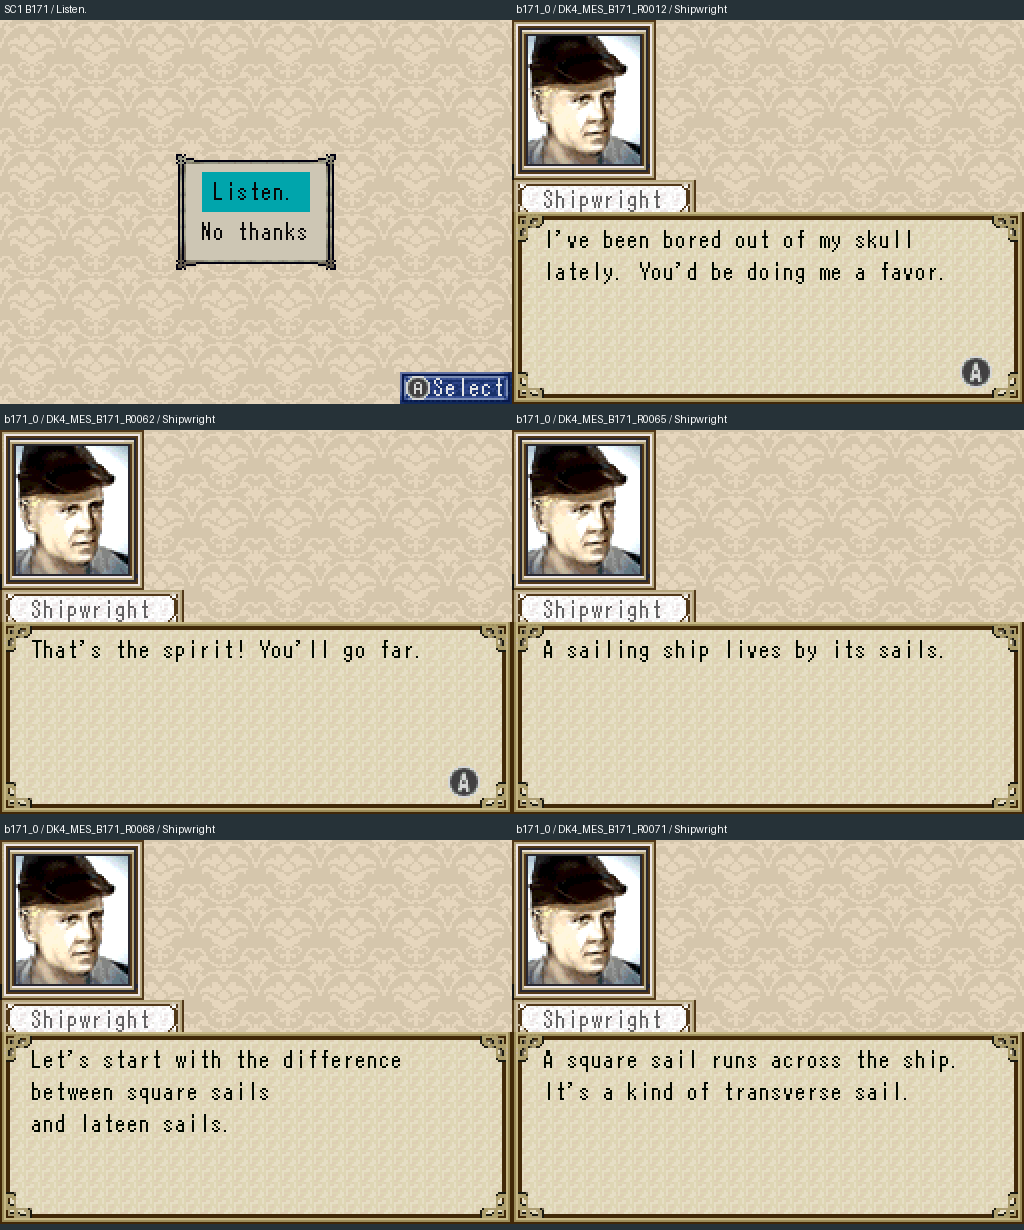 SC1 B171 / Listen.
Listen.
No thanks
A Select
b171_0 / DK4_MES_B171_R0012 / Shipwright
Shipwright
I've been bored out of my skull
lately. You'd be doing me a favor.
A
b171_0 / DK4_MES_B171_R0062 / Shipwright
Shipwright
That's the spirit! You'll go far.
A
b171_0 / DK4_MES_B171_R0065 / Shipwright
Shipwright
A sailing ship lives by its sails.
b171_0 / DK4_MES_B171_R0068 / Shipwright
Shipwright
Let's start with the difference
between square sails
and lateen sails.
b171_0 / DK4_MES_B171_R0071 / Shipwright
Shipwright
A square sail runs across the ship.
It's a kind of transverse sail.